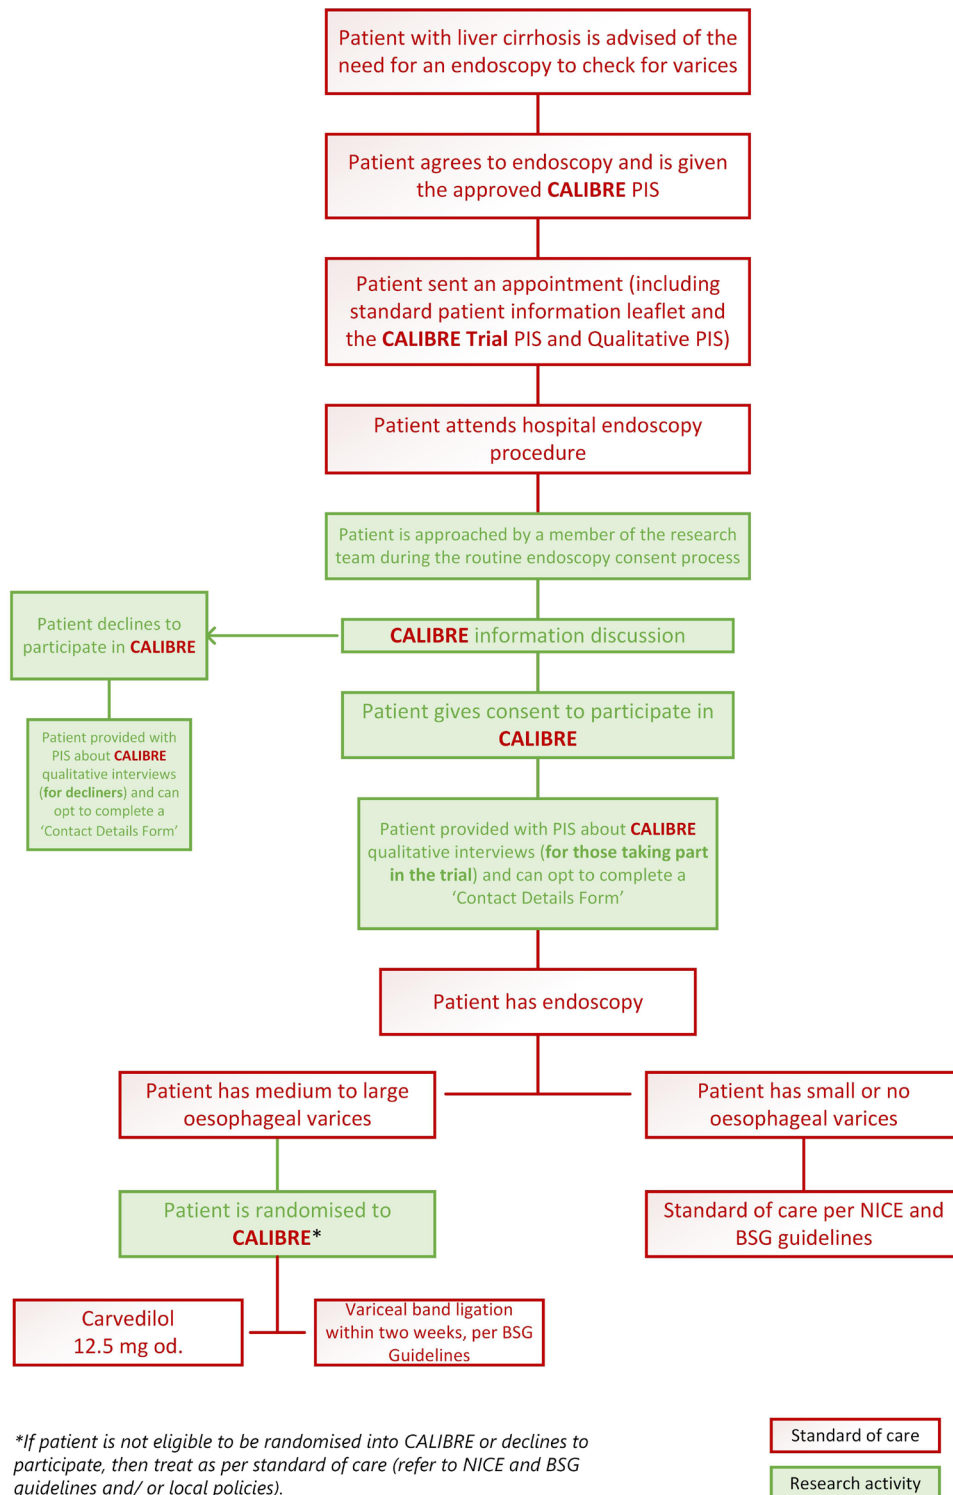 Patient with liver cirrhosis is advised of the
need for an endoscopy to check for varices
Patient agrees to endoscopy and is given
the approved CALIBRE PIS
Patient sent an appointment (including
standard patient information leaflet and
the CALIBRE Trial PIS and Qualitative PIS)
Patient attends hospital endoscopy
procedure
Patient is approached by a member of the research
team during the routine endoscopy consent process
Patient declines to
participate in CALIBRE
CALIBRE information discussion
Patient gives consent to participate in
CALIBRE
Patient provided with
PIS about CALIBRE
qualitative interviews
(for decliners) and can
opt to complete a
‘Contact Details Form’
Patient provided with PIS about CALIBRE
qualitative interviews (for those taking part
in the trial) and can opt to complete a
‘Contact Details Form’
Patient has endoscopy
Patient has medium to large
oesophageal varices
Patient has small or no
oesophageal varices
Patient is randomised to
CALIBRE*
Standard of care per NICE and
BSG guidelines
Carvedilol
12.5 mg od.
Variceal band ligation
within two weeks, per BSG
Guidelines
*If patient is not eligible to be randomised into CALIBRE or declines to
participate, then treat as per standard of care (refer to NICE and BSG
guidelines and/ or local policies).
Standard of care
Research activity